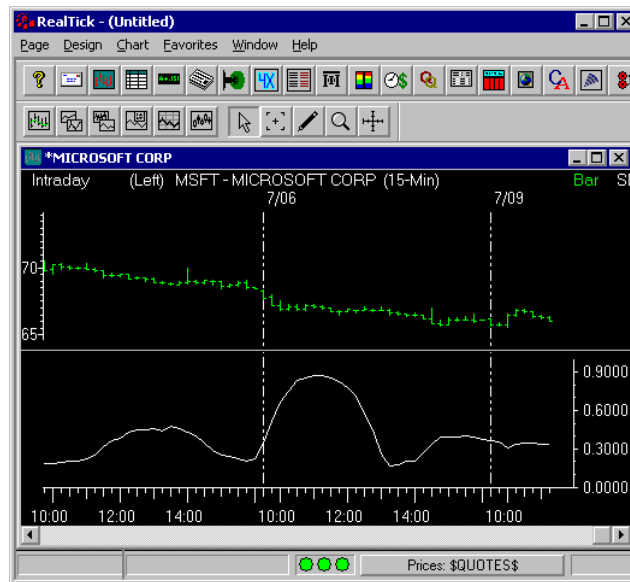 RealTick - (Untitled)
Page Design Chart Favorites Window Help
4X
CA
*MICROSOFT CORP
Intraday (Left) MSFT - MICROSOFT CORP (15-Min) Bar
7/06 7/09
70
65
0.9000
0.6000
0.3000
0.0000
10:00 12:00 14:00 10:00 12:00 14:00 10:00
Prices: $QUOTES$